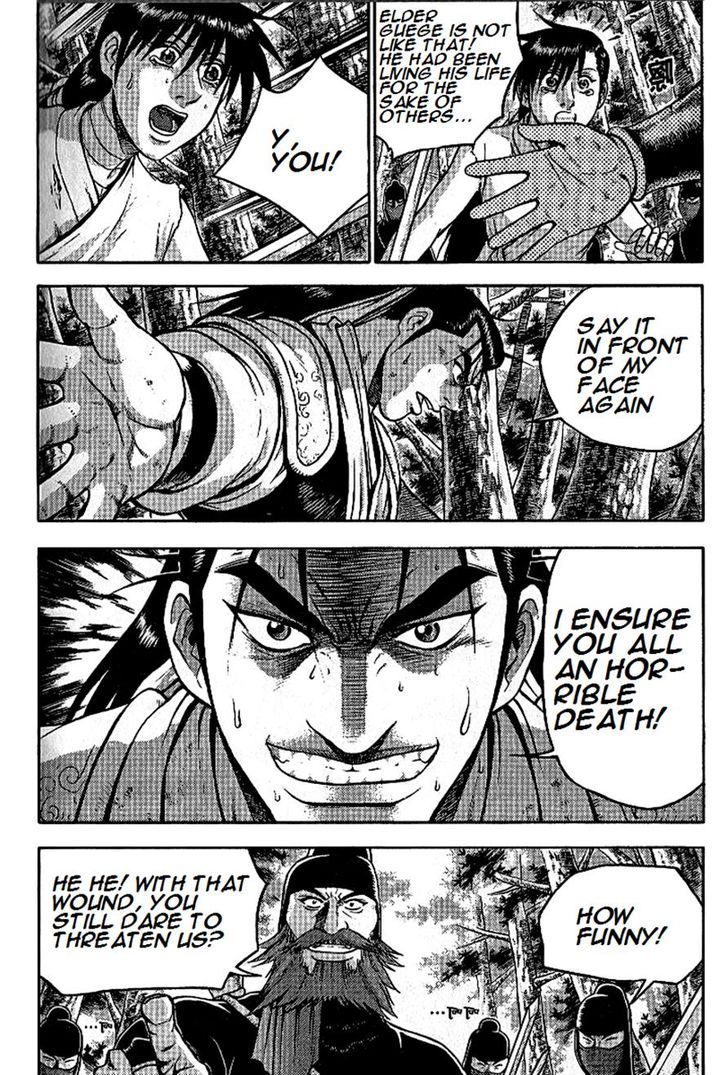 ELDER
GUEGE IS NOT
LIKE THAT!
HE HAD BEEN
LIVING HIS LIFE
FOR THE
SAKE OF
OTHERS...
Y,
YOU!
SAY IT
IN FRONT
OF MY
FACE
AGAIN
I ENSURE
YOU ALL
AN HOR-
RIBLE
DEATH!
HE HE! WITH THAT
WOUND, YOU
STILL DARE TO
THREATEN US?
HOW
FUNNY!